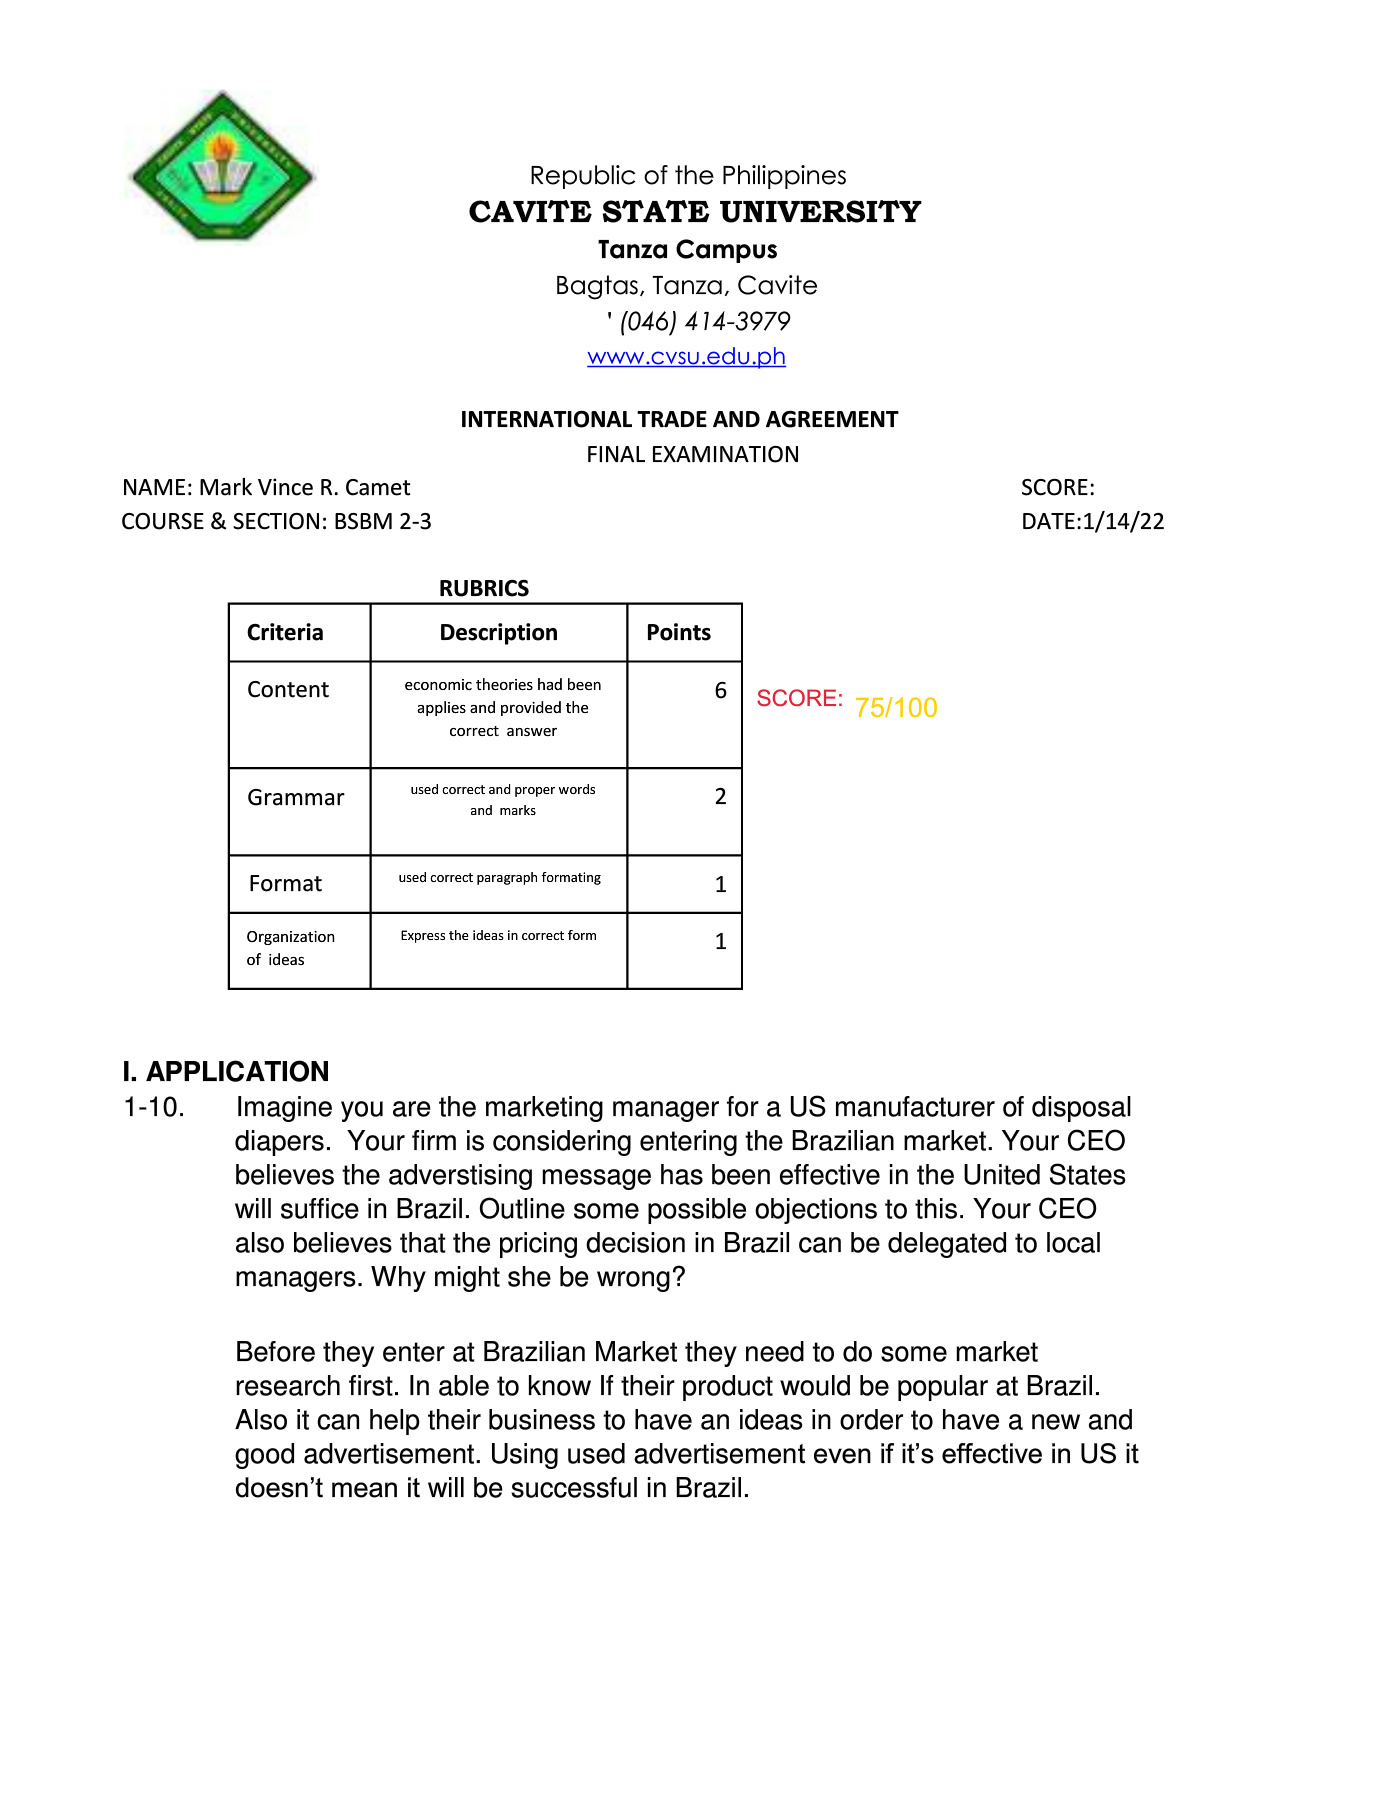 Republic of the Philippines
CAVITE STATE UNIVERSITY
Tanza Campus
Bagtas, Tanza, Cavite
' (046) 414-3979
www.cvsu.edu.ph
INTERNATIONAL TRADE AND AGREEMENT
FINAL EXAMINATION
NAME: Mark Vince R. Camet SCORE:
COURSE & SECTION: BSBM 2-3 DATE:1/14/22
RUBRICS
Criteria Description Points
Content economic theories had been applies and provided the correct answer 6
SCORE: 75/100
Grammar used correct and proper words and marks 2
Format used correct paragraph formating 1
Organization of ideas Express the ideas in correct form 1
I. APPLICATION
1-10. Imagine you are the marketing manager for a US manufacturer of disposal
diapers. Your firm is considering entering the Brazilian market. Your CEO
believes the adverstising message has been effective in the United States
will suffice in Brazil. Outline some possible objections to this. Your CEO
also believes that the pricing decision in Brazil can be delegated to local
managers. Why might she be wrong?
Before they enter at Brazilian Market they need to do some market
research first. In able to know If their product would be popular at Brazil.
Also it can help their business to have an ideas in order to have a new and
good advertisement. Using used advertisement even if it’s effective in US it
doesn’t mean it will be successful in Brazil.